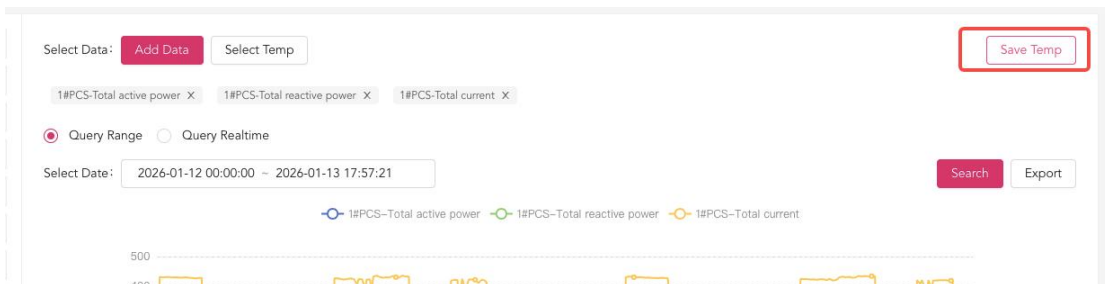 Select Data: Add Data Select Temp Save Temp
1#PCS-Total active power X 1#PCS-Total reactive power X 1#PCS-Total current X
Query Range Query Realtime
Select Date: 2026-01-12 00:00:00 ~ 2026-01-13 17:57:21 Search Export
1#PCS-Total active power 1#PCS-Total reactive power 1#PCS-Total current
500